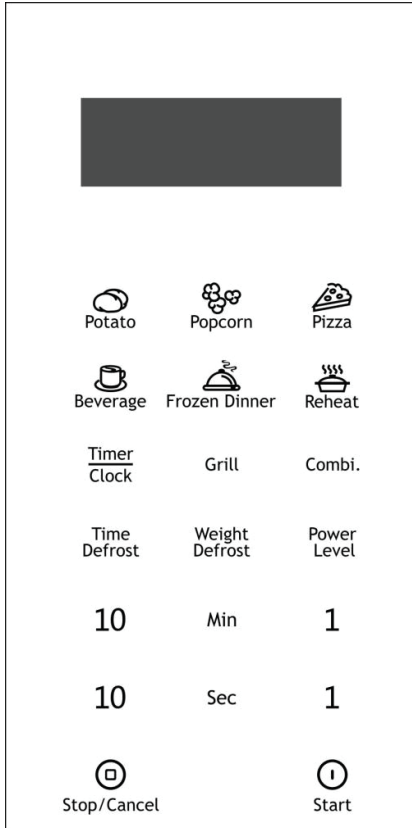 Potato Popcorn Pizza
Beverage Frozen Dinner Reheat
Timer
Clock
Grill Combi.
Time Defrost
Weight Defrost
Power Level
10 Min 1
10 Sec 1
Stop/Cancel Start